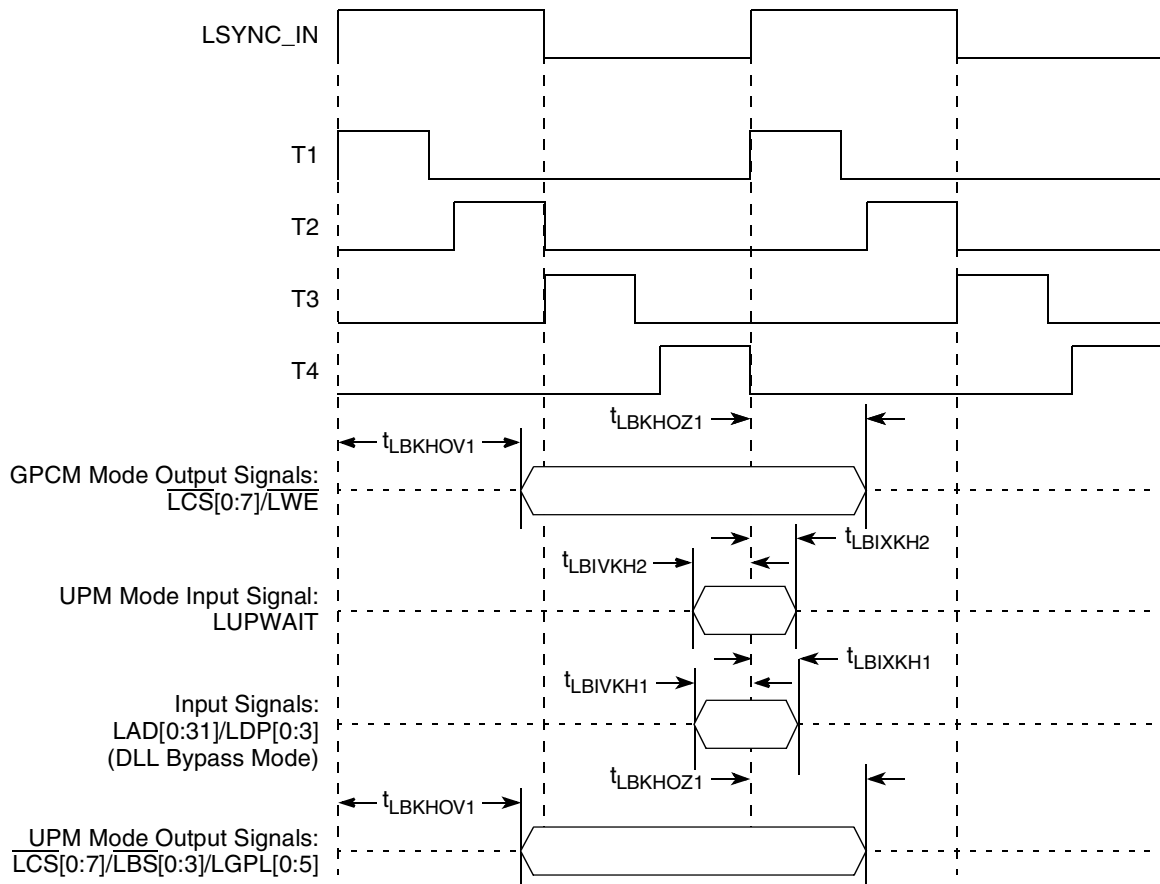 LSYNC_IN
T1
T2
T3
T4
tLBKHOZ1
tLBKHOV1
GPCM Mode Output Signals:
LCS[0:7]/LWE
tLBIXKH2
tLBIVKH2
UPM Mode Input Signal:
LUPWAIT
tLBIXKH1
tLBIVKH1
Input Signals:
LAD[0:31]/LDP[0:3]
(DLL Bypass Mode)
tLBKHOZ1
tLBKHOV1
UPM Mode Output Signals:
LCS[0:7]/LBS[0:3]/LGPL[0:5]